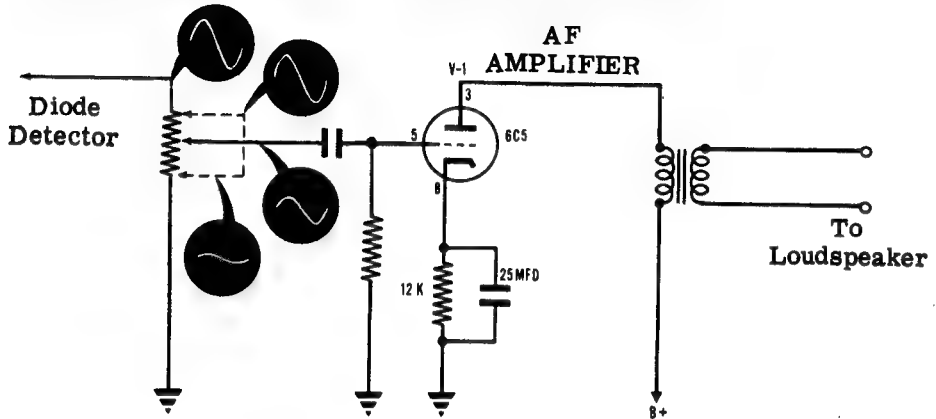 AF
AMPLIFIER
V-1
3
Diode
Detector
5
6C5
8
To
Loudspeaker
12 K
25 MFD
B+